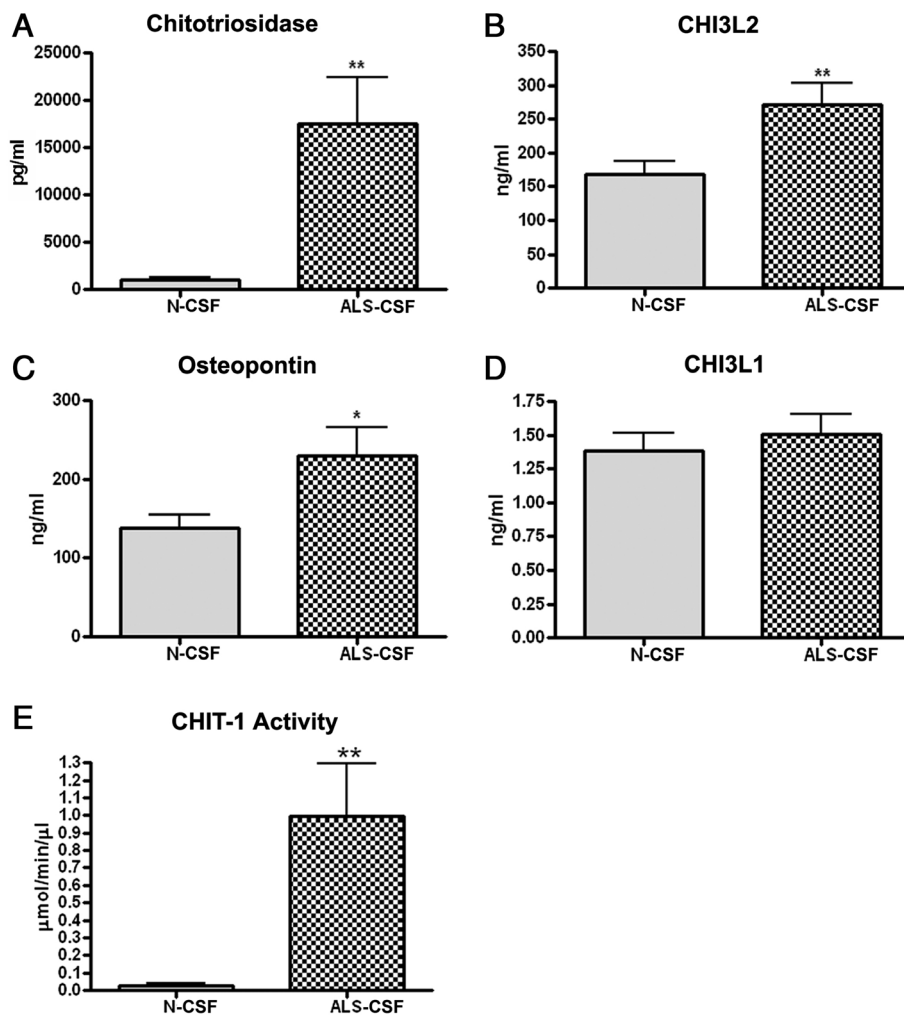 A
Chitotriosidase
25000
20000
15000
10000
5000
0
pg/ml
**
N-CSF
ALS-CSF
B
CHI3L2
350
300
250
200
150
100
50
0
ng/ml
**
N-CSF
ALS-CSF
C
Osteopontin
300
200
100
0
ng/ml
*
N-CSF
ALS-CSF
D
CHI3L1
1.75
1.50
1.25
1.00
0.75
0.50
0.25
0.00
ng/ml
N-CSF
ALS-CSF
E
CHIT-1 Activity
1.3
1.2
1.1
1.0
0.9
0.8
0.7
0.6
0.5
0.4
0.3
0.2
0.1
0.0
µmol/min/µl
**
N-CSF
ALS-CSF